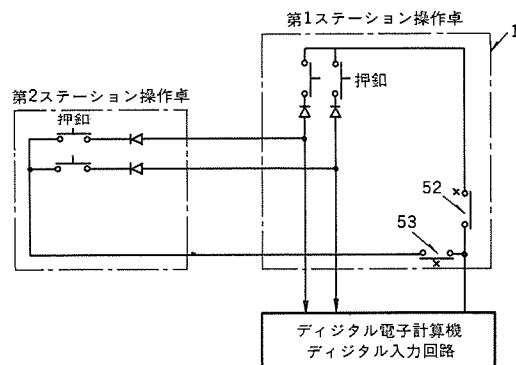 第1ステーション操作卓
1
第2ステーション操作卓
押釦
押釦
52
53
ディジタル電子計算機
ディジタル入力回路